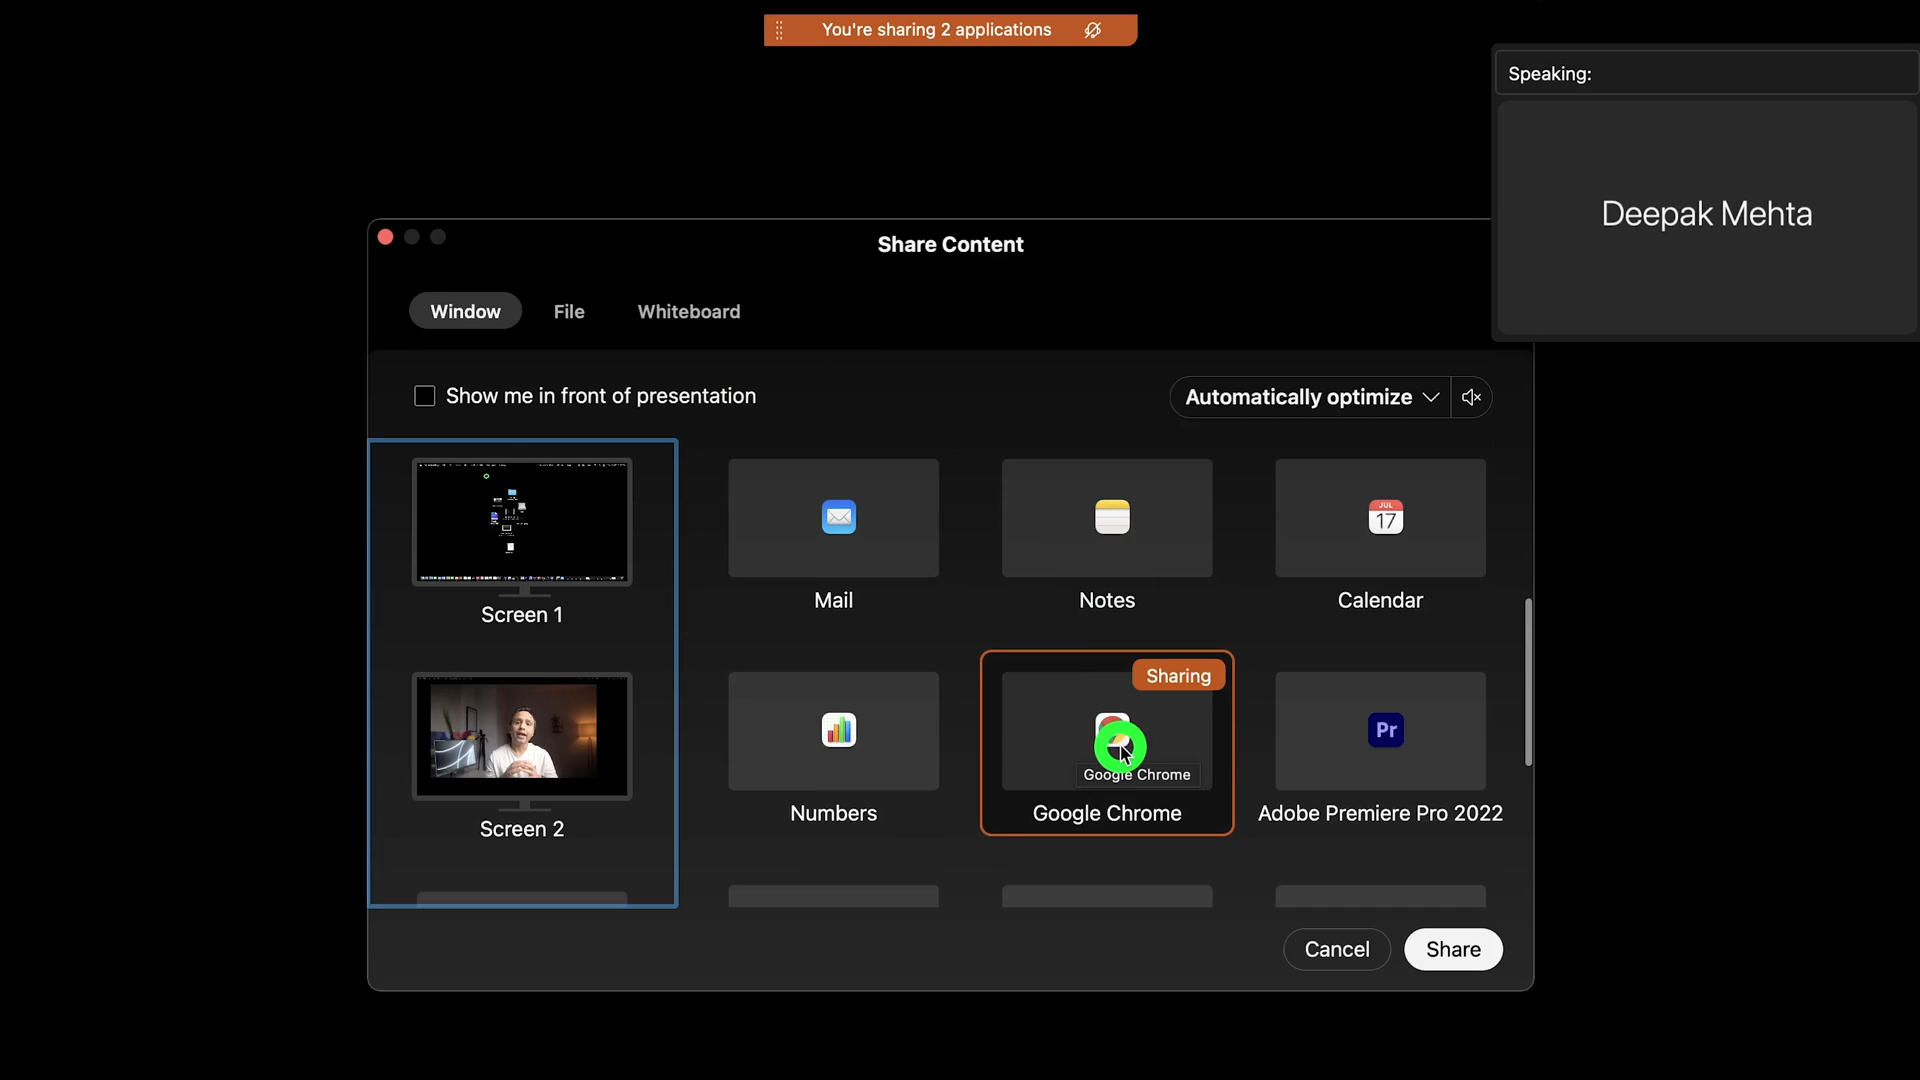 You're sharing 2 applications
Speaking:
Deepak Mehta
Share Content
Window File Whiteboard
Show me in front of presentation
Automatically optimize
JUL
17
Screen 1
Mail Notes Calendar
Sharing
Pr
Google Chrome
Screen 2
Numbers Google Chrome Adobe Premiere Pro 2022
Cancel Share